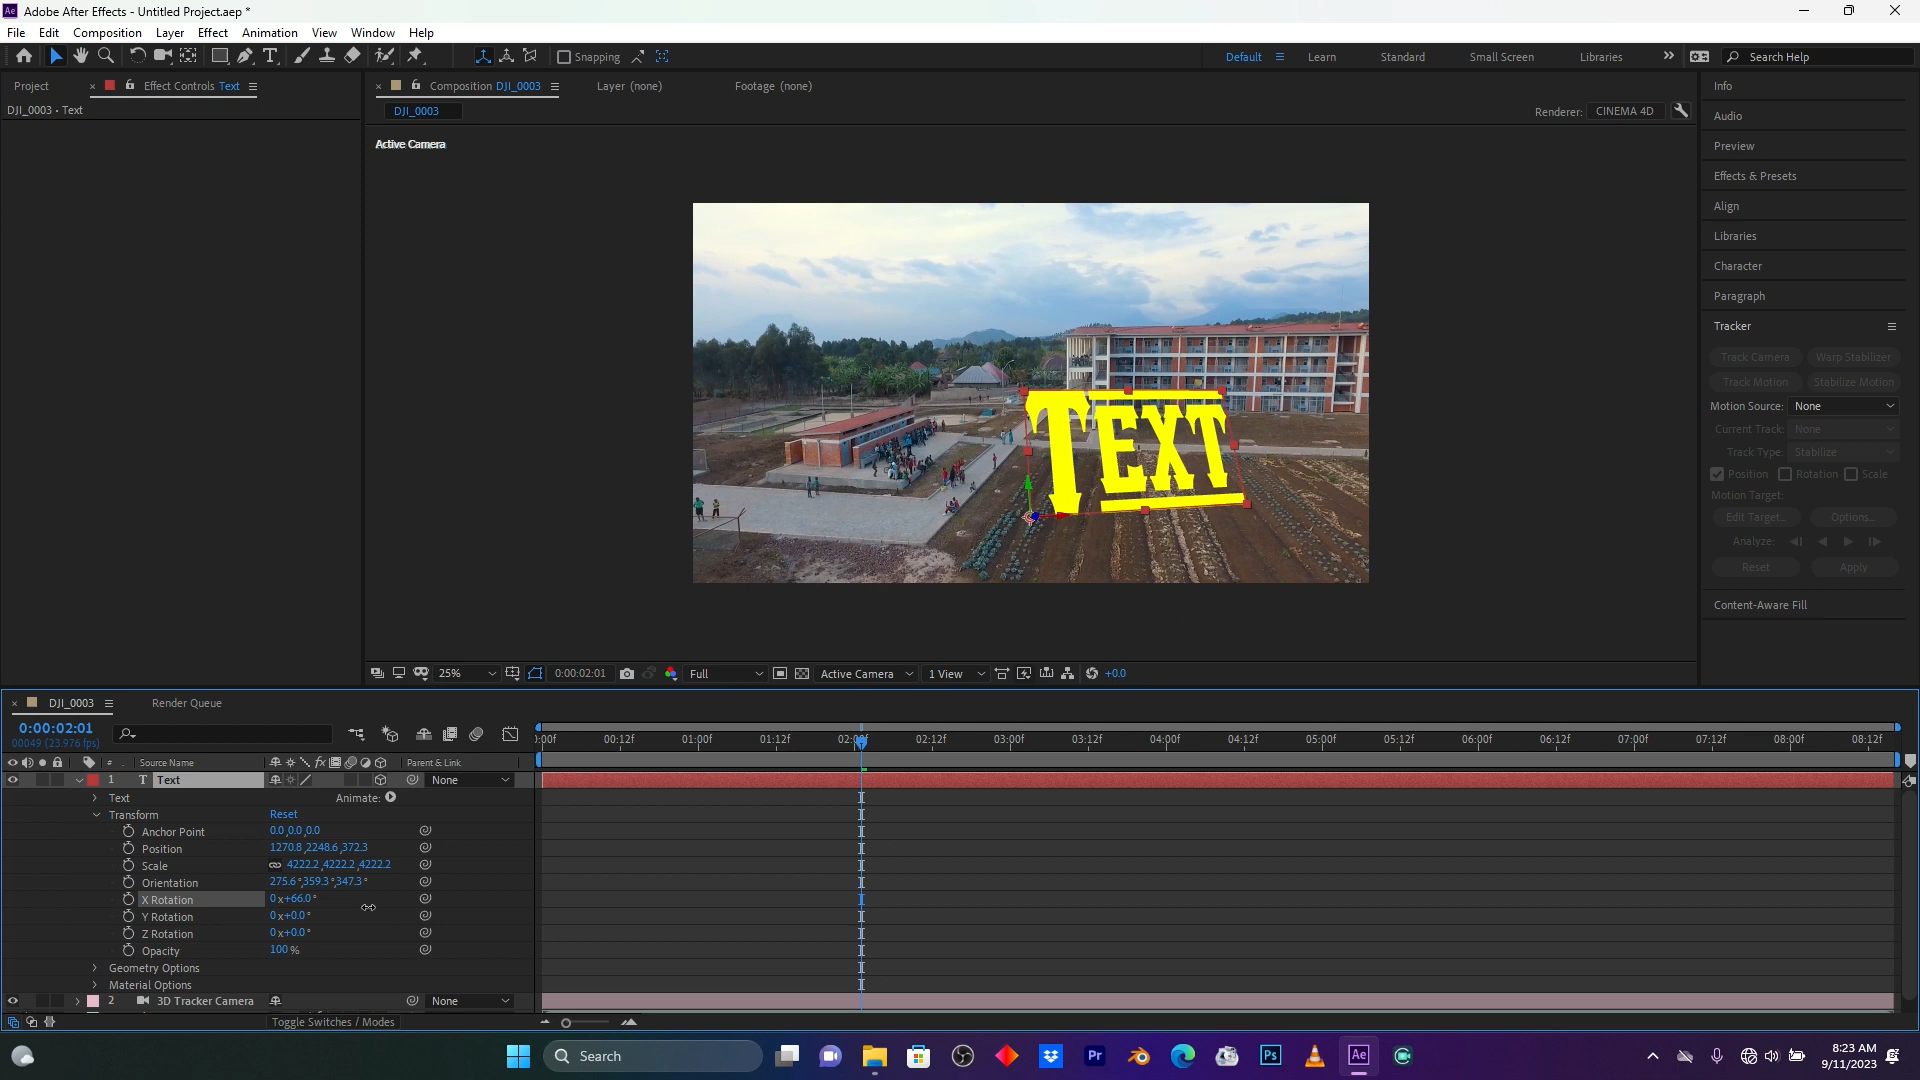 Ae Adobe After Effects - Untitled Project.aep *
File Edit Composition Layer Effect Animation View Window Help
Snapping
Default Learn Standard Small Screen Libraries Search Help
Project
Effect Controls Text
DJI_0003 • Text
Composition DJI_0003
Layer (none)
Footage (none)
DJI_0003
Renderer: CINEMA 4D
Active Camera
TEXT
25%
0:00:02:01
Full
Active Camera
1 View
+0.0
Info
Audio
Preview
Effects & Presets
Align
Libraries
Character
Paragraph
Tracker
Track Camera Warp Stabilizer
Track Motion Stabilize Motion
Motion Source: None
Current Track: None
Track Type: Stabilize
Position Rotation Scale
Motion Target:
Edit Target... Options...
Analyze:
Reset Apply
Content-Aware Fill
DJI_0003
Render Queue
0:00:02:01
00049 (23.976 fps)
:00f 00:12f 01:00f 01:12f 02:00f 02:12f 03:00f 03:12f 04:00f 04:12f 05:00f 05:12f 06:00f 06:12f 07:00f 07:12f 08:00f 08:12f
# . Source Name fx Parent & Link
1 T Text None
Text Animate:
Transform Reset
Anchor Point 0.0,0.0,0.0
Position 1270.8,2248.6,372.3
Scale 4222.2,4222.2,4222.2
Orientation 275.6°,359.3°,347.3°
X Rotation 0x+66.0°
Y Rotation 0x+0.0°
Z Rotation 0x+0.0°
Opacity 100%
Geometry Options
Material Options
2 3D Tracker Camera None
Toggle Switches / Modes
Search
Pr
Ps
Ae
8:23 AM
9/11/2023